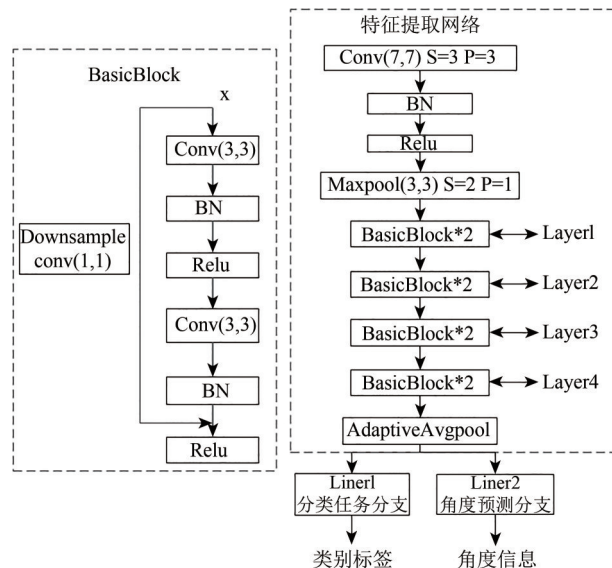 BasicBlock
x
Conv(3,3)
BN
Relu
Conv(3,3)
BN
Relu
Downsample
conv(1,1)
特征提取网络
Conv(7,7) S=3 P=3
BN
Relu
Maxpool(3,3) S=2 P=1
BasicBlock*2
Layer1
BasicBlock*2
Layer2
BasicBlock*2
Layer3
BasicBlock*2
Layer4
AdaptiveAvgpool
Liner1
分类任务分支
Liner2
角度预测分支
类别标签
角度信息